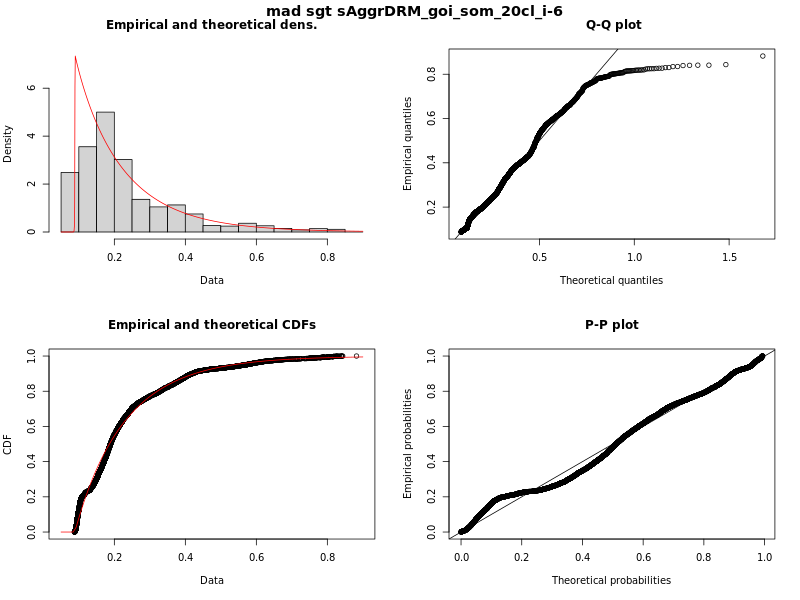 mad sgt sAggrDRM_goi_som_20cl_i-6
Empirical and theoretical dens.
Density
0 2 4 6
0.2 0.4 0.6 0.8
Data
Q-Q plot
Empirical quantiles
0.2 0.4 0.6 0.8
0.5 1.0 1.5
Theoretical quantiles
Empirical and theoretical CDFs
CDF
0.0 0.2 0.4 0.6 0.8 1.0
0.2 0.4 0.6 0.8
Data
P-P plot
Empirical probabilities
0.0 0.2 0.4 0.6 0.8 1.0
0.0 0.2 0.4 0.6 0.8 1.0
Theoretical probabilities